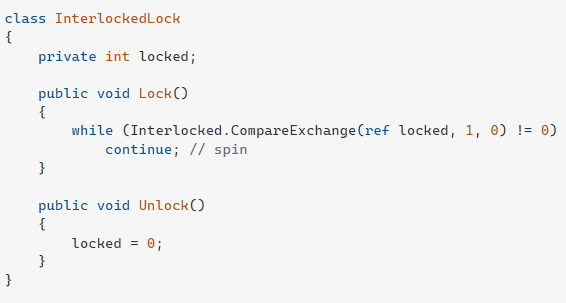 class InterlockedLock
{
    private int locked;

    public void Lock()
    {
        while (Interlocked.CompareExchange(ref locked, 1, 0) != 0)
            continue; // spin
    }

    public void Unlock()
    {
        locked = 0;
    }
}